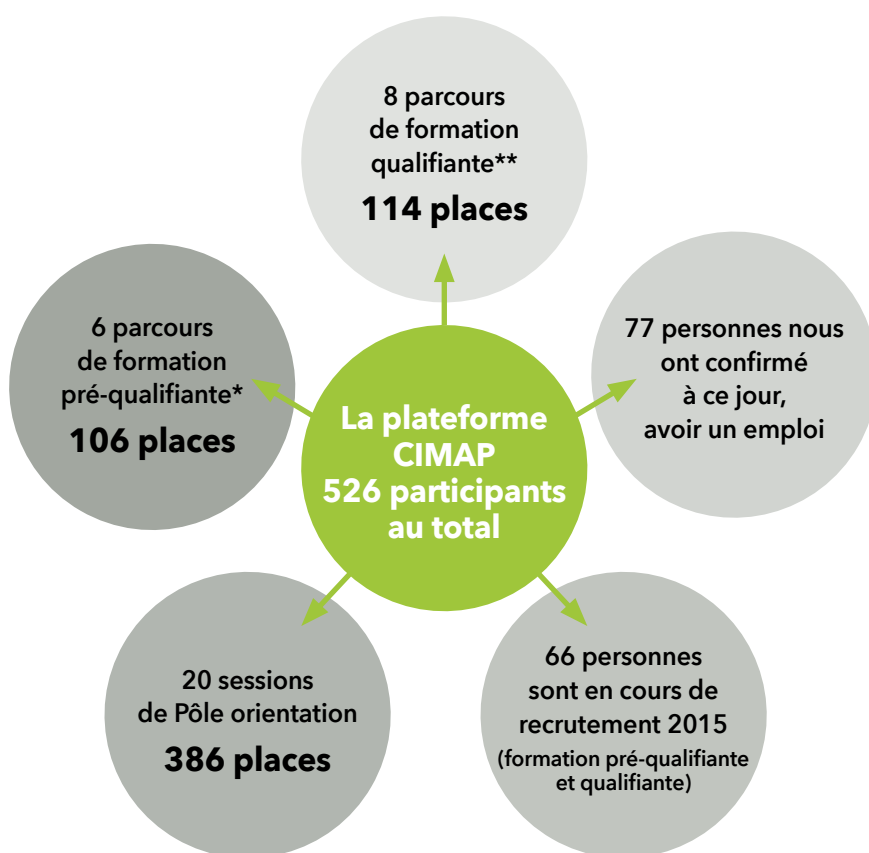 8 parcours
de formation
qualifiante**
114 places
6 parcours
de formation
pré-qualifiante*
106 places
77 personnes nous
ont confirmé
à ce jour,
avoir un emploi
La plateforme
CIMAP
526 participants
au total
20 sessions
de Pôle orientation
386 places
66 personnes
sont en cours de
recrutement 2015
(formation pré-qualifiante
et qualifiante)